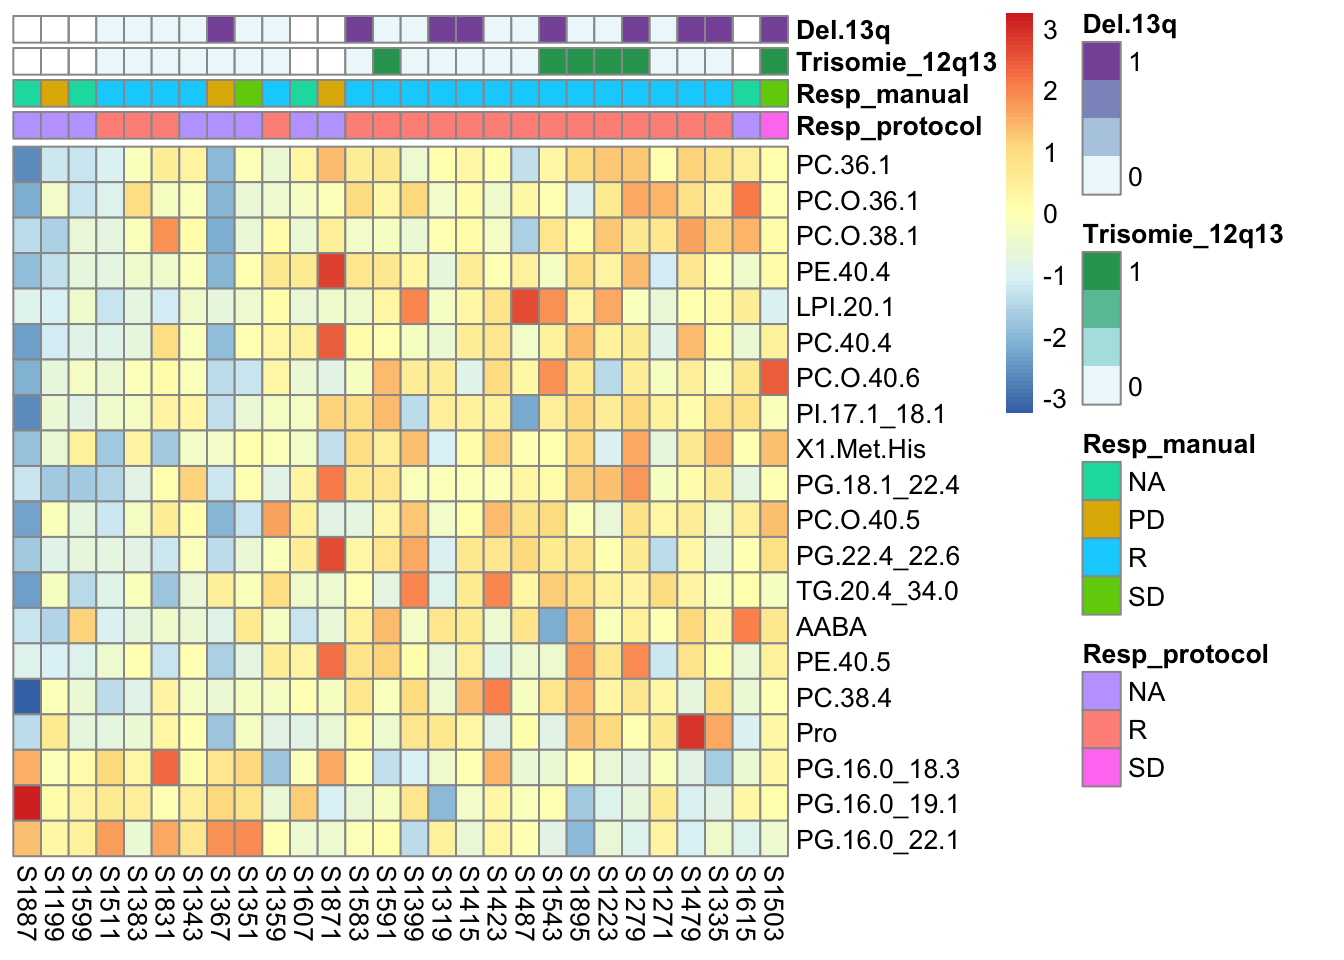 Del.13q
Trisomie_12q13
Resp_manual
Resp_protocol
PC.36.1
PC.O.36.1
PC.O.38.1
PE.40.4
LPI.20.1
PC.40.4
PC.O.40.6
PI.17.1_18.1
X1.Met.His
PG.18.1_22.4
PC.O.40.5
PG.22.4_22.6
TG.20.4_34.0
AABA
PE.40.5
PC.38.4
Pro
PG.16.0_18.3
PG.16.0_19.1
PG.16.0_22.1
S1887
S1199
S1599
S1511
S1383
S1831
S1343
S1367
S1351
S1359
S1607
S1871
S1583
S1591
S1399
S1319
S1415
S1423
S1487
S1543
S1895
S1223
S1279
S1271
S1479
S1335
S1615
S1503
3
2
1
0
-1
-2
-3
Del.13q
1
0
Trisomie_12q13
1
0
Resp_manual
NA
PD
R
SD
Resp_protocol
NA
R
SD